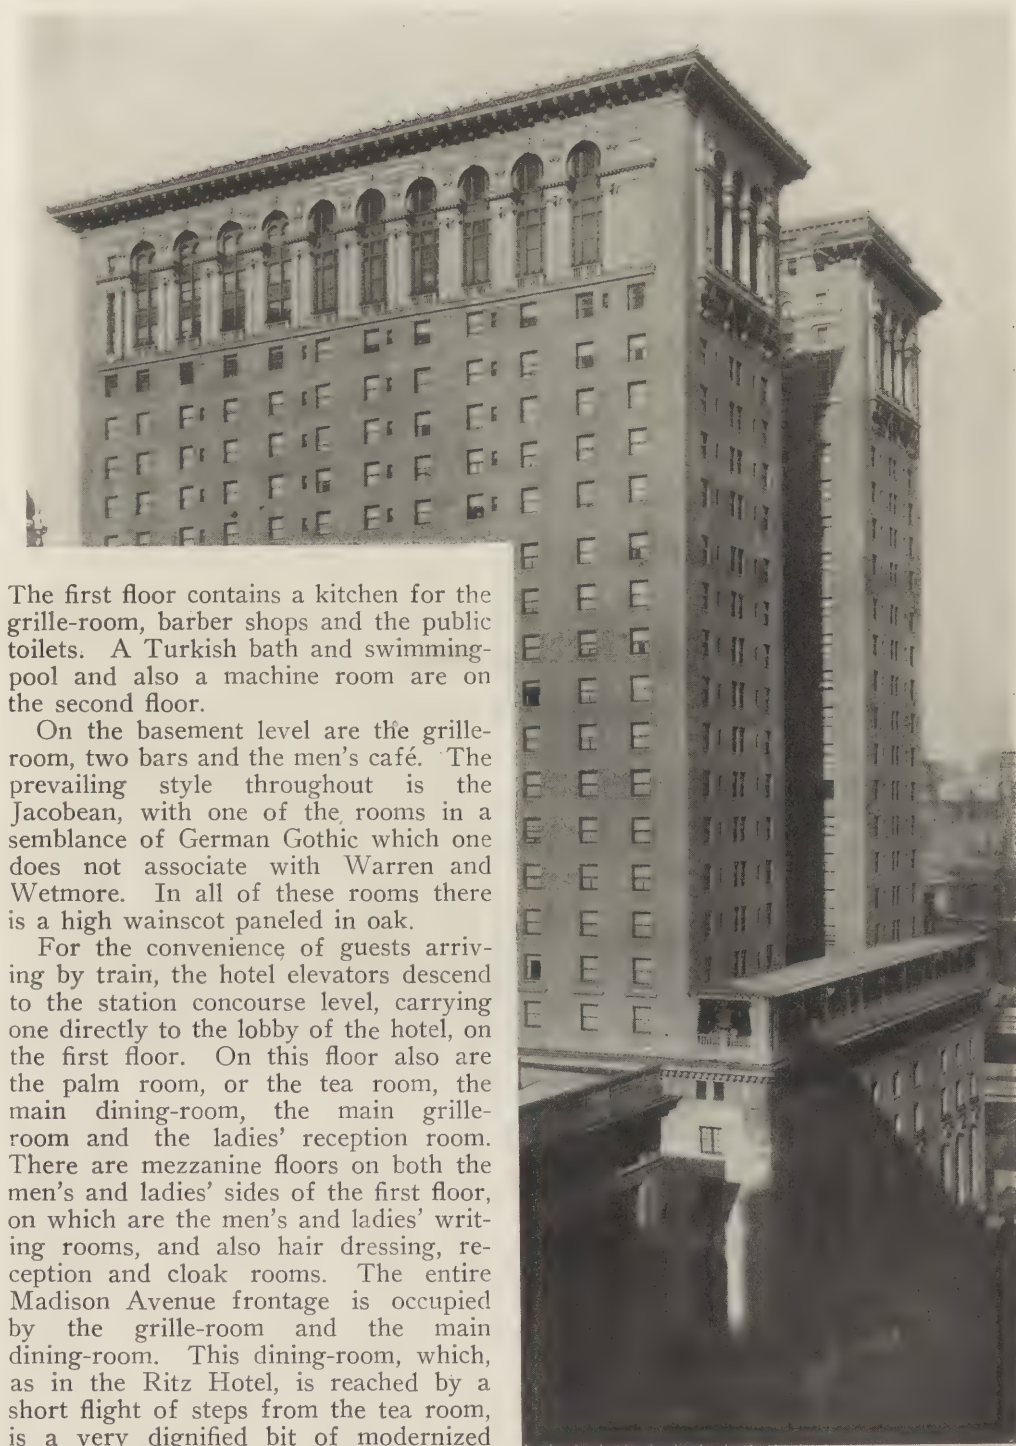 The first floor contains a kitchen for the
grille-room, barber shops and the public
toilets. A Turkish bath and swimming-
pool and also a machine room are on
the second floor.
On the basement level are the grille-
room, two bars and the men's café. The
prevailing style throughout is the
Jacobean, with one of the rooms in a
semblance of German Gothic which one
does not associate with Warren and
Wetmore. In all of these rooms there
is a high wainscot paneled in oak.
For the convenience of guests arriv-
ing by train, the hotel elevators descend
to the station concourse level, carrying
one directly to the lobby of the hotel, on
the first floor. On this floor also are
the palm room, or the tea room, the
main dining-room, the main grille-
room and the ladies' reception room.
There are mezzanine floors on both the
men's and ladies' sides of the first floor,
on which are the men's and ladies' writ-
ing rooms, and also hair dressing, re-
ception and cloak rooms. The entire
Madison Avenue frontage is occupied
by the grille-room and the main
dining-room. This dining-room, which,
as in the Ritz Hotel, is reached by a
short flight of steps from the tea room,
is a very dignified bit of modernized